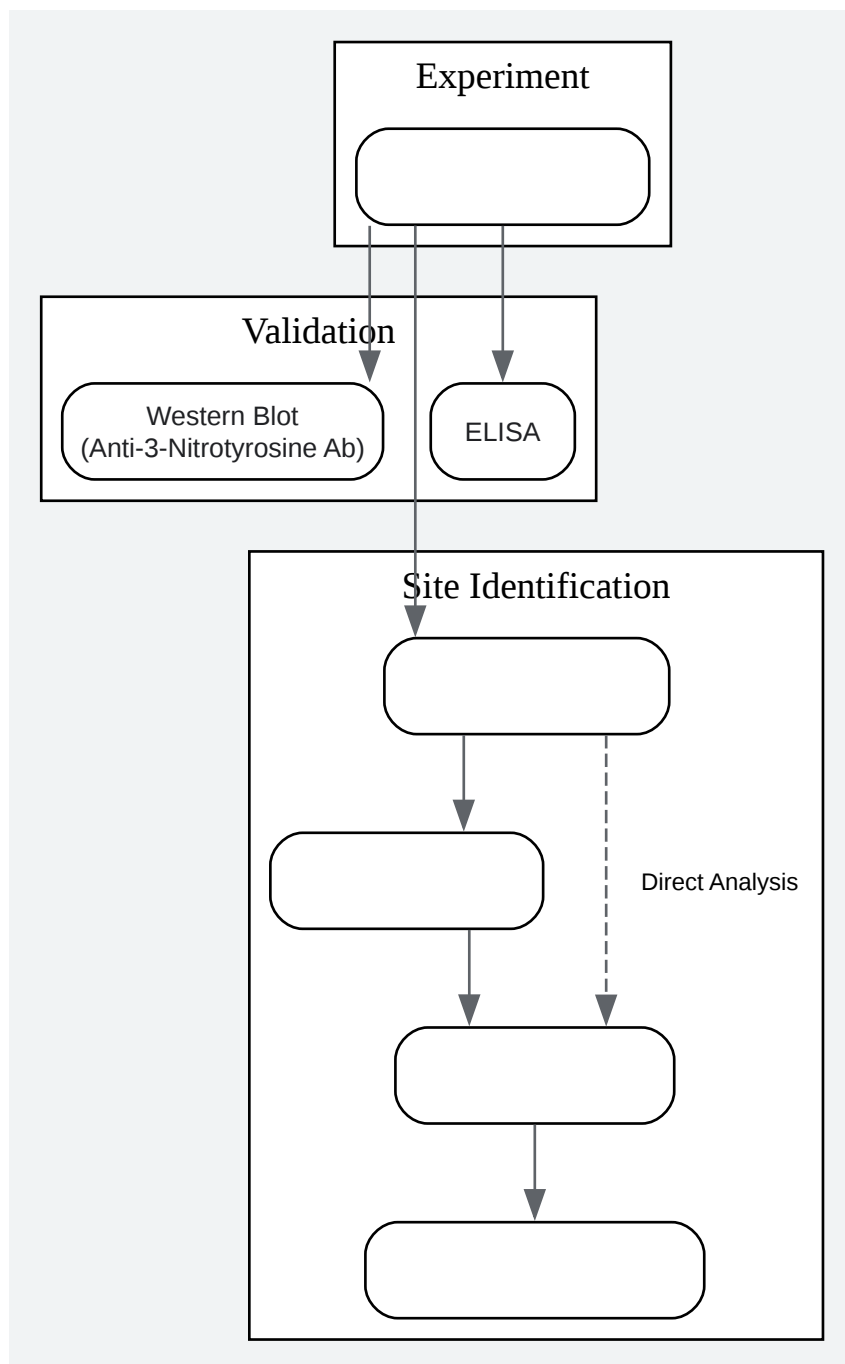 Experiment
Validation
Western Blot
(Anti-3-Nitrotyrosine Ab)
ELISA
Site Identification
Direct Analysis